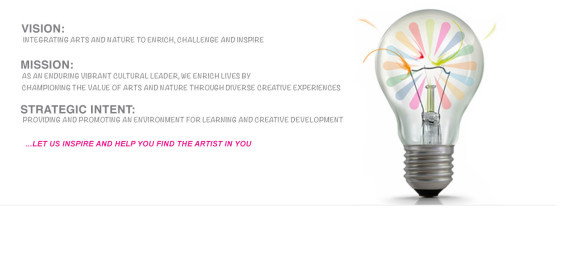 VISION:
INTEGRATING ARTS AND NATURE TO ENRICH, CHALLENGE AND INSPIRE
MISSION:
AS AN ENDURING VIBRANT CULTURAL LEADER, WE ENRICH LIVES BY
CHAMPIONING THE VALUE OF ARTS AND NATURE THROUGH DIVERSE CREATIVE EXPERIENCES
STRATEGIC INTENT:
PROVIDING AND PROMOTING AN ENVIRONMENT FOR LEARNING AND CREATIVE DEVELOPMENT
...LET US INSPIRE AND HELP YOU FIND THE ARTIST IN YOU